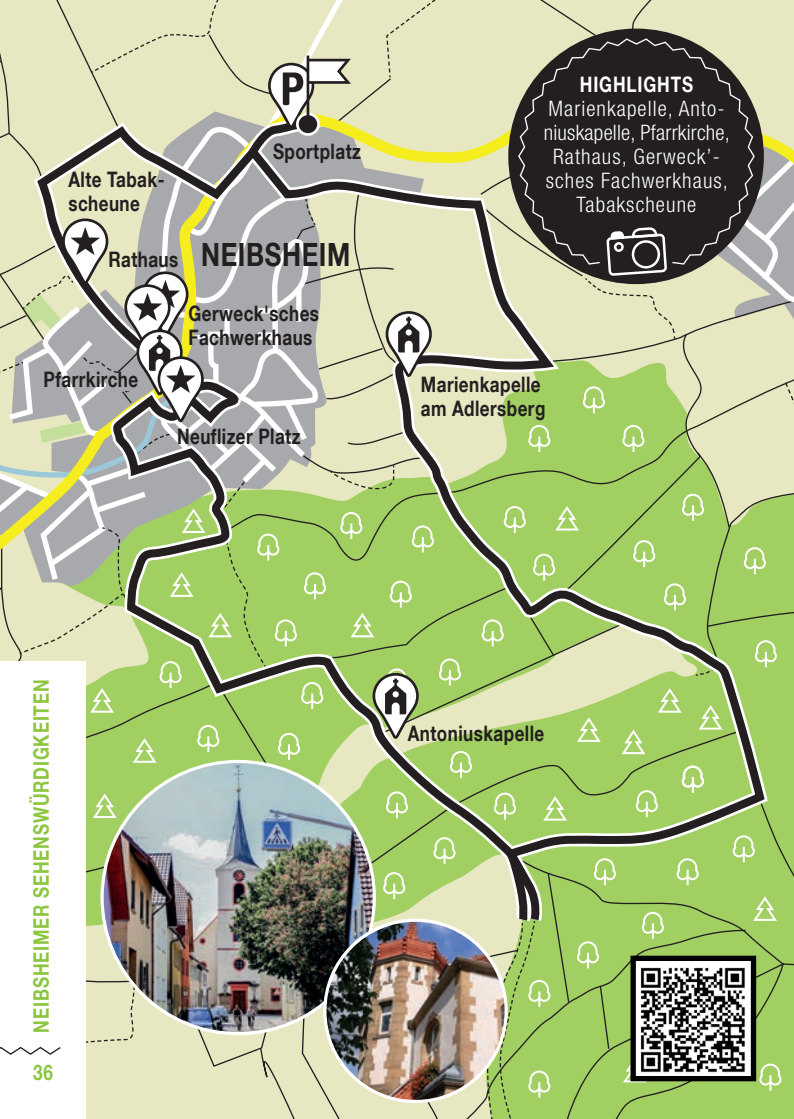 P
Sportplatz
HIGHLIGHTS
Marienkapelle, Anto-
niuskapelle, Pfarrkirche,
Rathaus, Gerweck’-
sches Fachwerkhaus,
Tabakscheune
Alte Tabak-
scheune
Rathaus
NEIBSHEIM
Gerweck'sches
Fachwerkhaus
Pfarrkirche
Neuflizer Platz
Marienkapelle
am Adlersberg
Antoniuskapelle
NEIBSHEIMER SEHENSWÜRDIGKEITEN
36